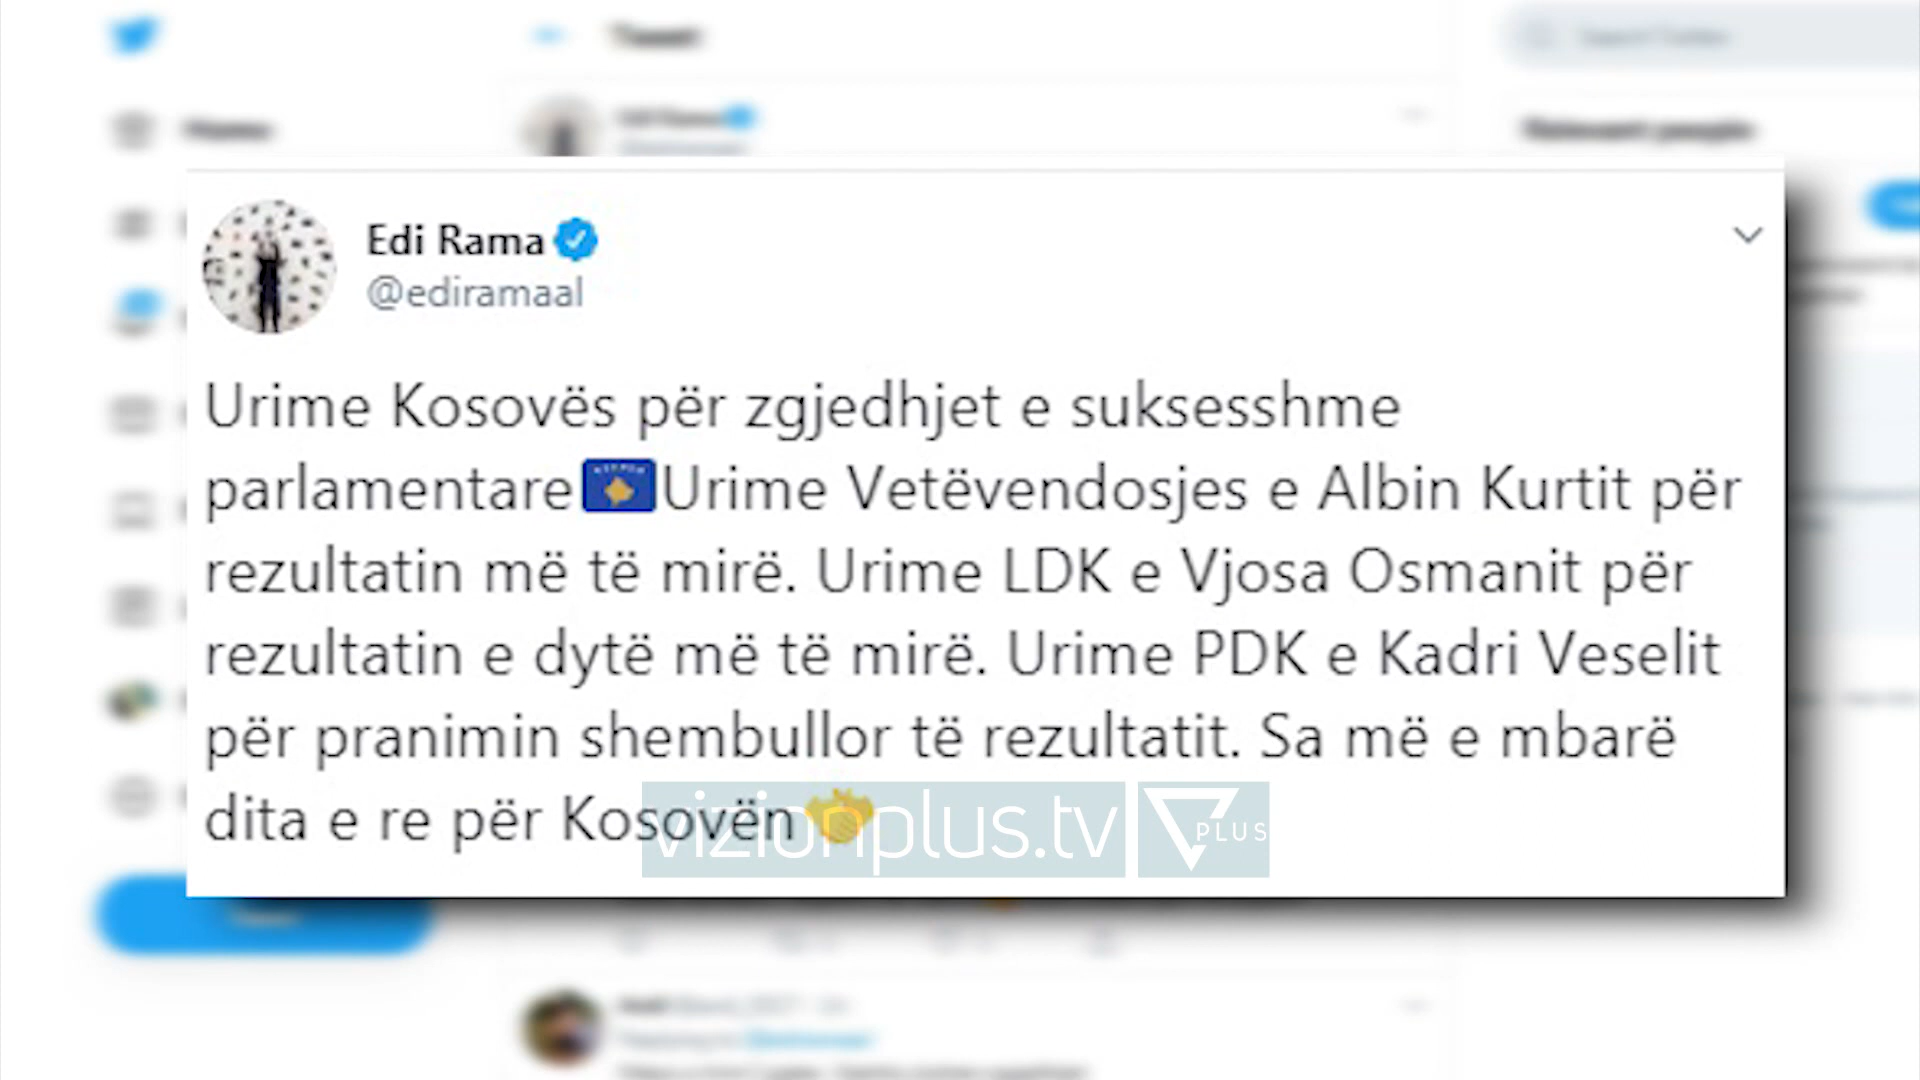 Edi Rama
@ediramaal
Urime Kosovës për zgjedhjet e suksesshme
parlamentare🇽🇰Urime Vetëvendosjes e Albin Kurtit për
rezultatin më të mirë. Urime LDK e Vjosa Osmanit për
rezultatin e dytë më të mirë. Urime PDK e Kadri Veselit
për pranimin shembullor të rezultatit. Sa më e mbarë
dita e re për Kosovën
vizionplus.tv
PLUS